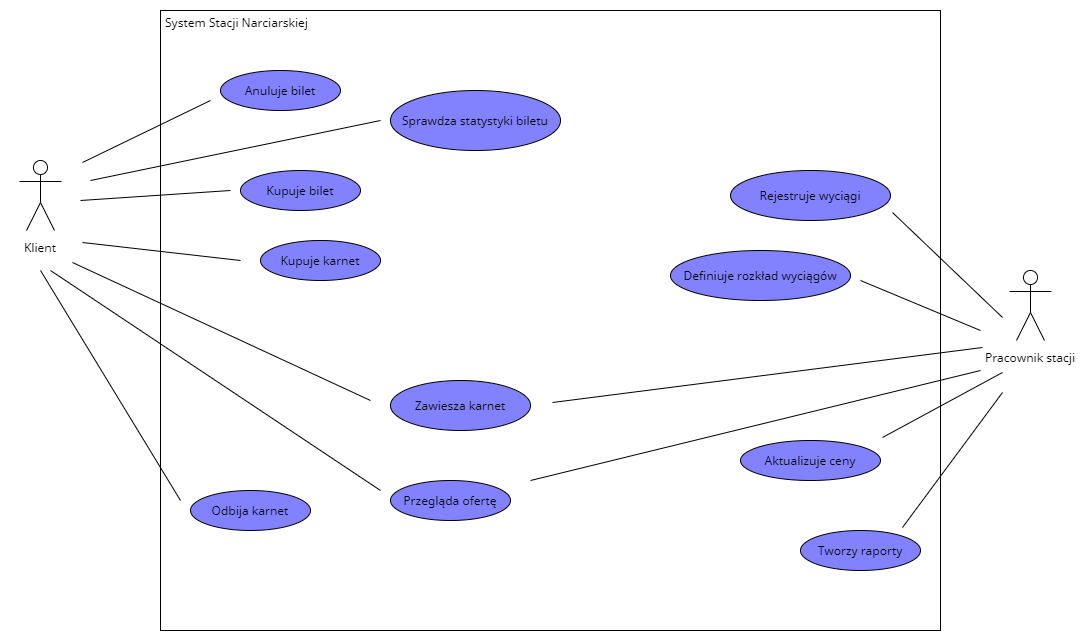 System Stacji Narciarskiej
Anuluje bilet
Sprawdza statystyki biletu
Kupuje bilet
Rejestruje wyciągi
Klient
Kupuje karnet
Definiuje rozkład wyciągów
Pracownik stacji
Zawiesza karnet
Aktualizuje ceny
Przegląda ofertę
Odbija karnet
Tworzy raporty